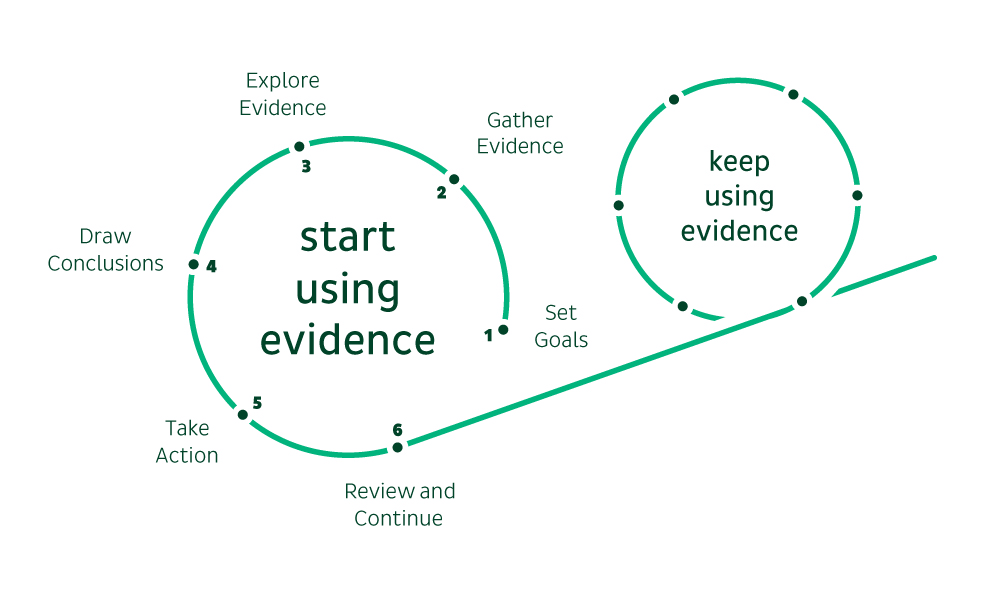 Explore
Evidence
Gather
Evidence
3
2
start
using
evidence
Draw
Conclusions
4
1
Set
Goals
5
Take
Action
6
Review and
Continue
keep
using
evidence